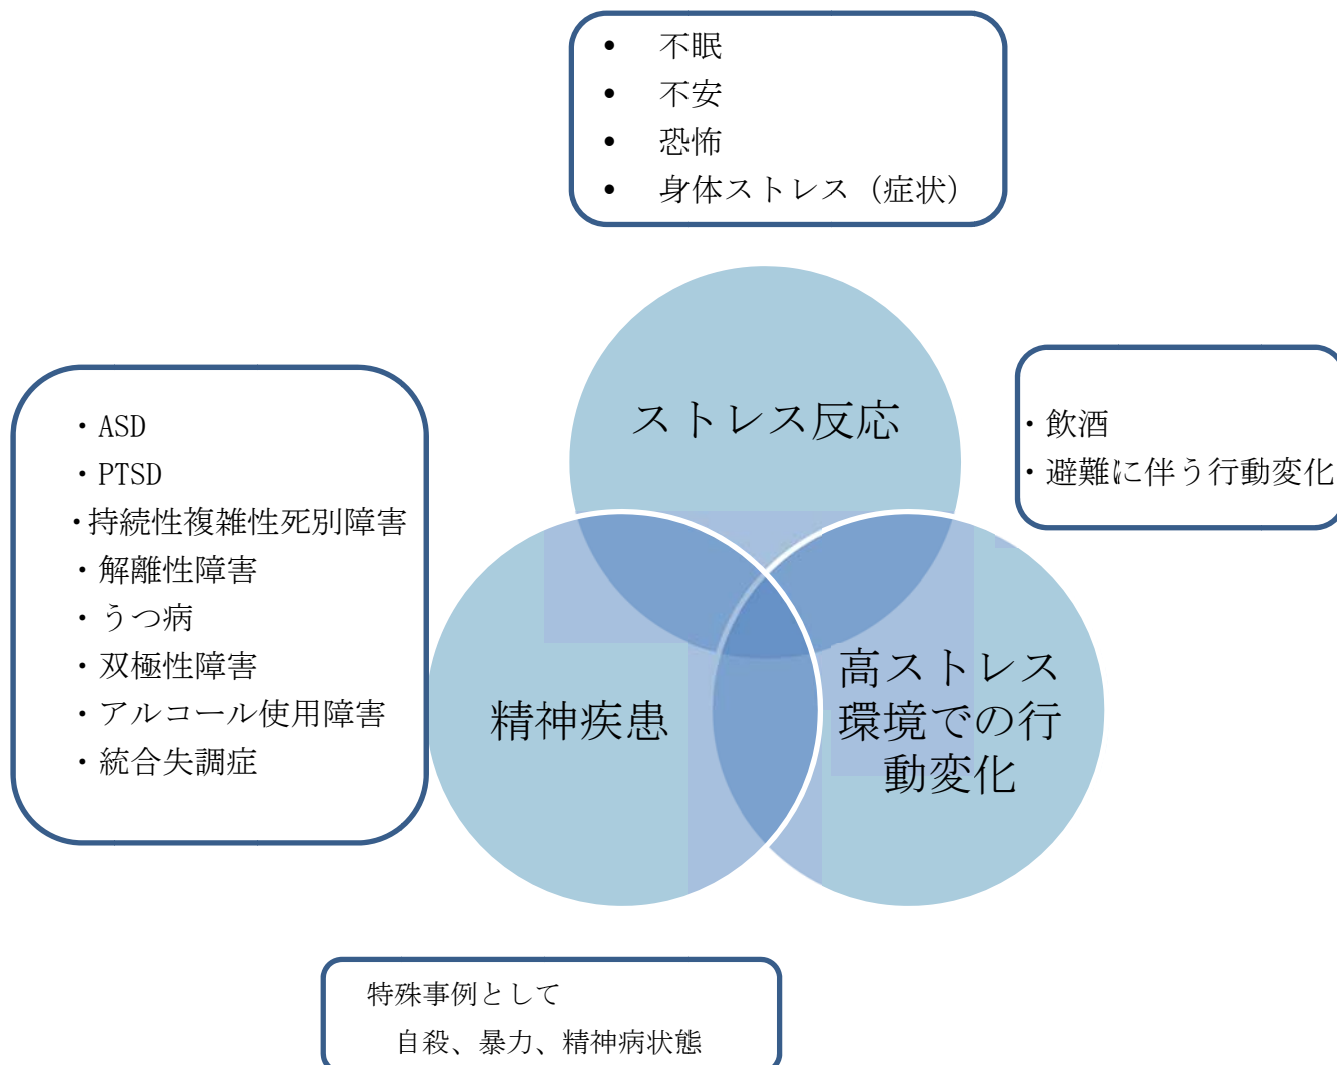 • 不眠
• 不安
• 恐怖
• 身体ストレス（症状）
ストレス反応
・飲酒
・避難に伴う行動変化
・ASD
・PTSD
・持続性複雑性死別障害
・解離性障害
・うつ病
・双極性障害
・アルコール使用障害
・統合失調症
精神疾患
高ストレス
環境での行
動変化
特殊事例として
自殺、暴力、精神病状態